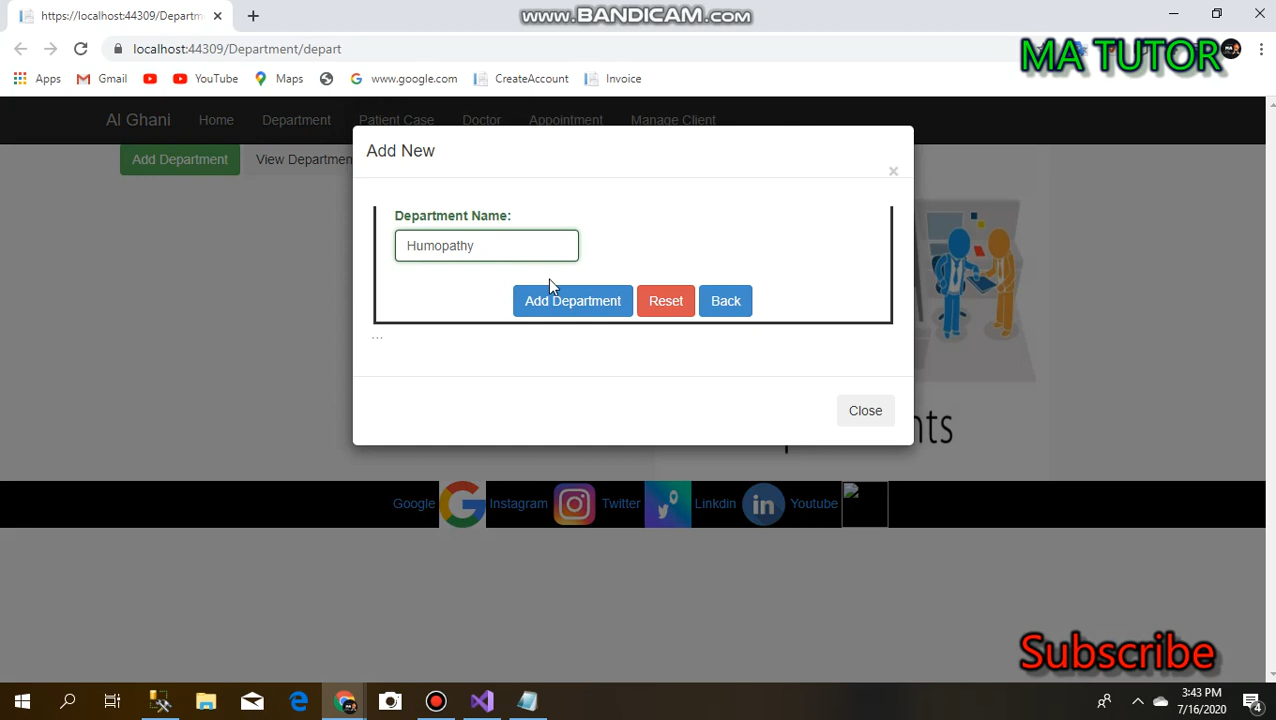 https://localhost:44309/Departm
www.BANDICAM.com
localhost:44309/Department/depart
MA TUTOR
Apps Gmail YouTube Maps www.google.com CreateAccount Invoice
Al Ghani Home Department Patient Case Doctor Appointment Manage Client
Add Department View Departmen
Add New
×
Department Name:
Humopathy
Add Department Reset Back
...
Close
nts
Google Instagram Twitter Linkdin Youtube
Subscribe
3:43 PM
7/16/2020
4